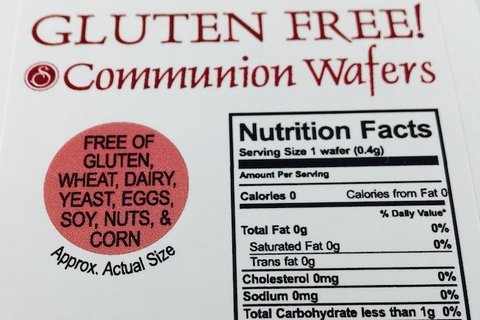 GLUTEN FREE!
Communion Wafers
FREE OF
GLUTEN,
WHEAT, DAIRY,
YEAST, EGGS,
SOY, NUTS, &
CORN
Approx. Actual Size
Nutrition Facts
Serving Size 1 wafer (0.4g)
Amount Per Serving
Calories 0 Calories from Fat 0
% Daily Value*
Total Fat 0g 0%
Saturated Fat 0g 0%
Trans fat 0g
Cholesterol 0mg 0%
Sodium 0mg 0%
Total Carbohydrate less than 1g 0%